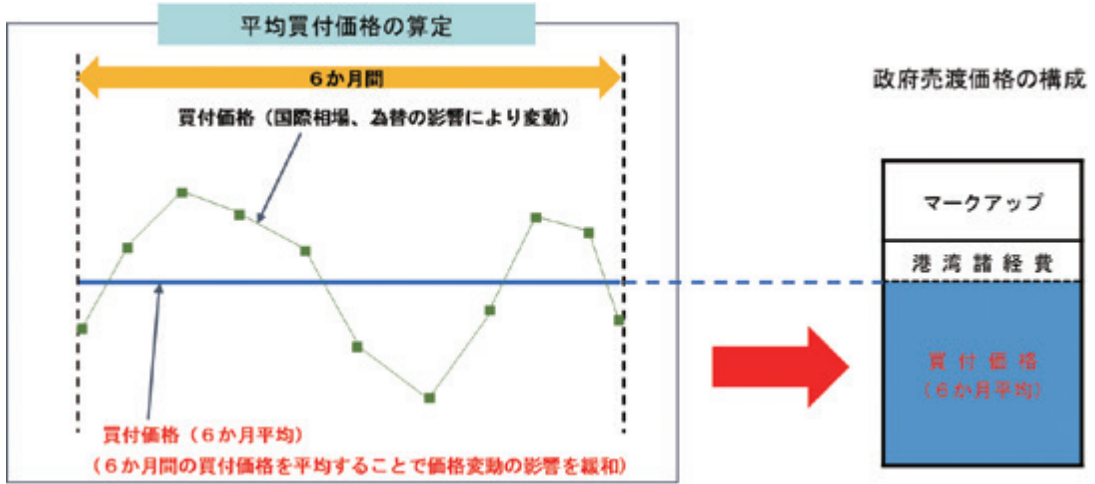 平均買付価格の算定
６か月間
買付価格（国際相場、為替の影響により変動）
買付価格（６か月平均）
（６か月間の買付価格を平均することで価格変動の影響を緩和）
政府売渡価格の構成
マークアップ
港湾諸経費
買付価格
（６か月平均）